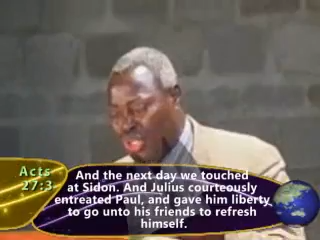 Acts
27:3
And the next day we touched
at Sidon. And Julius courteously
entreated Paul, and gave him liberty
to go unto his friends to refresh
himself.